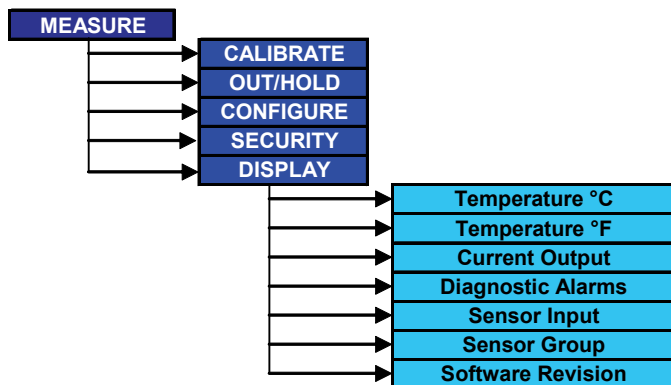 MEASURE
CALIBRATE
OUT/HOLD
CONFIGURE
SECURITY
DISPLAY
Temperature °C
Temperature °F
Current Output
Diagnostic Alarms
Sensor Input
Sensor Group
Software Revision